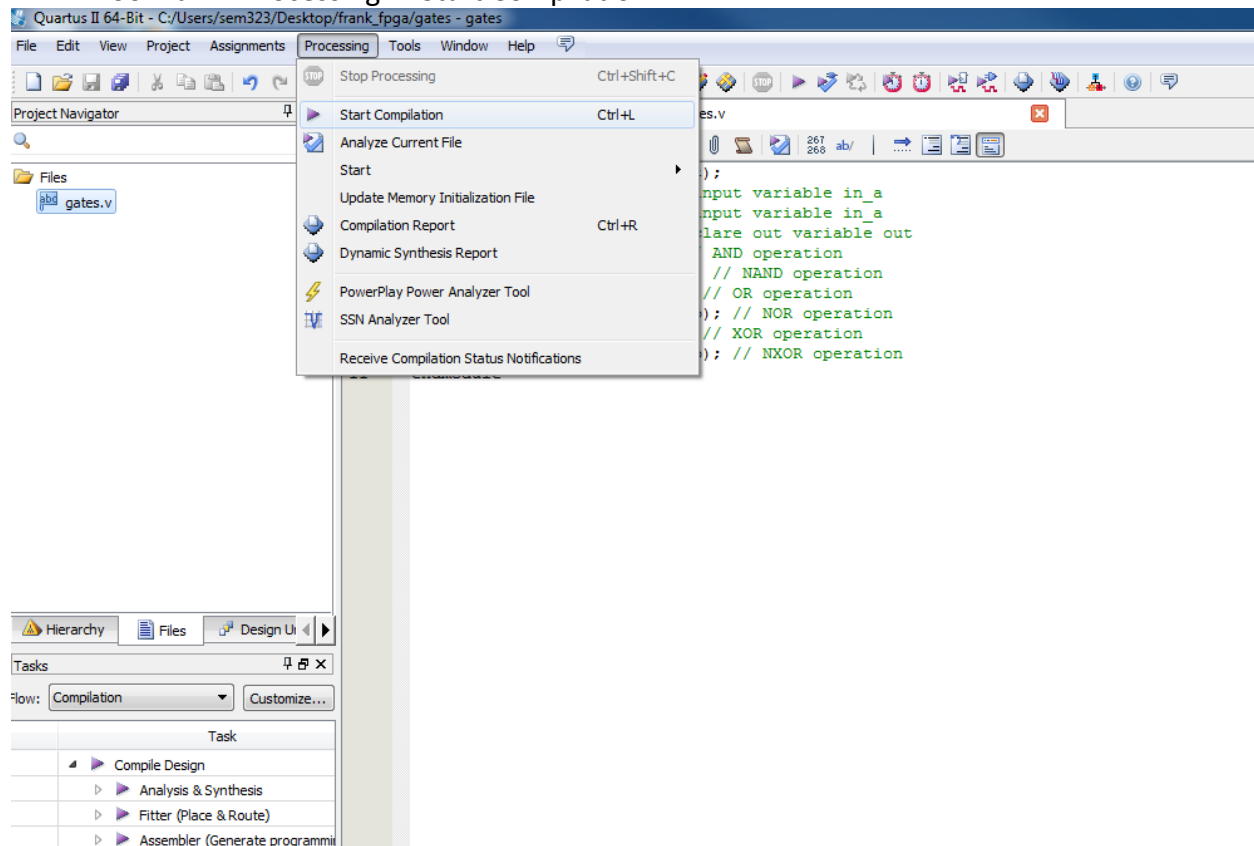 Quartus II 64-Bit - C:/Users/sem323/Desktop/frank_fpga/gates - gates
File Edit View Project Assignments Processing Tools Window Help
Stop Processing Ctrl+Shift+C
Project Navigator
Start Compilation Ctrl+L
es.v
Analyze Current File
267
268
ab/
Files
gates.v
Start
);
Update Memory Initialization File
nput variable in_a
nput variable in_a
Compilation Report Ctrl+R
lare out variable out
Dynamic Synthesis Report
AND operation
// NAND operation
PowerPlay Power Analyzer Tool
// OR operation
SSN Analyzer Tool
); // NOR operation
// XOR operation
Receive Compilation Status Notifications
); // NXOR operation
Hierarchy Files Design U
Tasks
Flow: Compilation Customize...
Task
Compile Design
Analysis & Synthesis
Fitter (Place & Route)
Assembler (Generate programmi